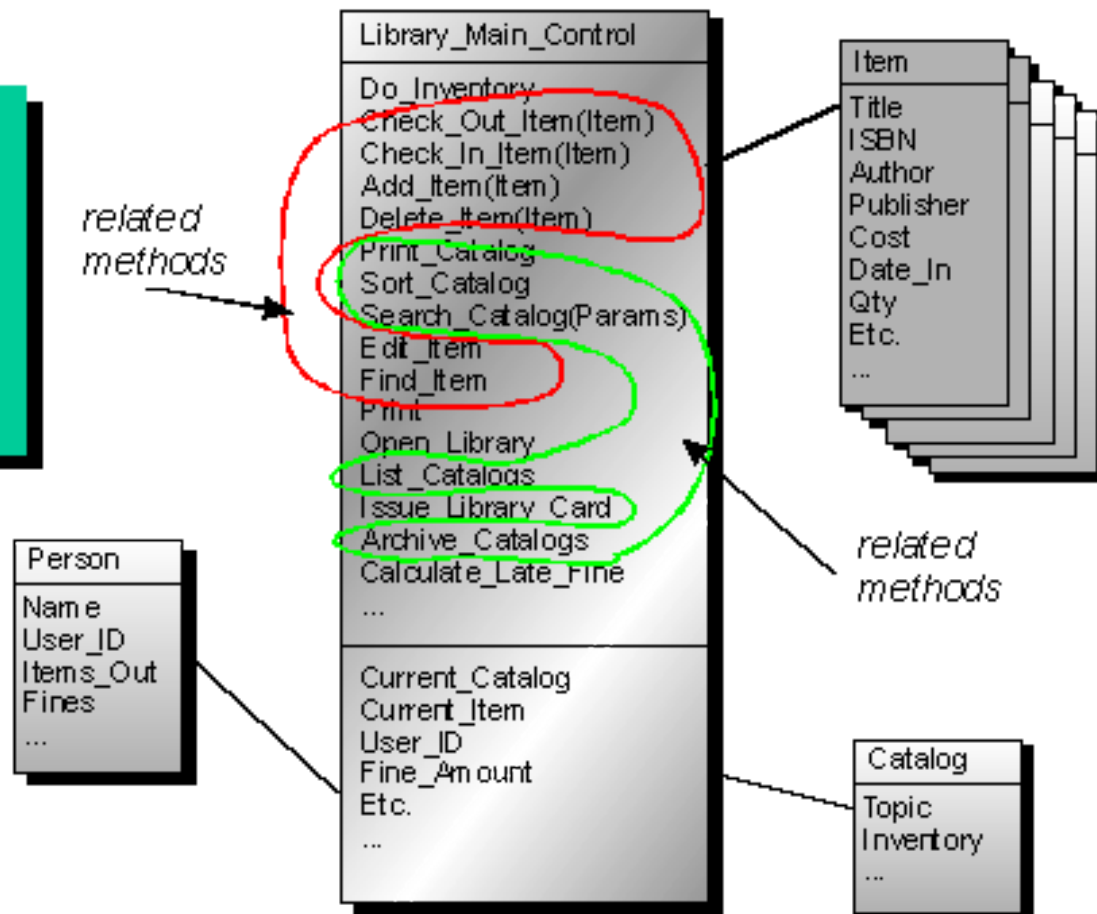 Library_Main_Control
Do_Inventory
Check_Out_Item(Item)
Check_In_Item(Item)
Add_Item(Item)
Delete_Item(Item)
Print_Catalog
Sort_Catalog
Search_Catalog(Params)
Edit_Item
Find_Item
Print
Open_Library
List_Catalogs
Issue_Library_Card
Archive_Catalogs
Calculate_Late_Fine
...
Current_Catalog
Current_Item
User_ID
Fine_Amount
Etc.
...
related
methods
Item
Title
ISBN
Author
Publisher
Cost
Date_In
Qty
Etc.
...
related
methods
Person
Name
User_ID
Items_Out
Fines
...
Catalog
Topic
Inventory
...